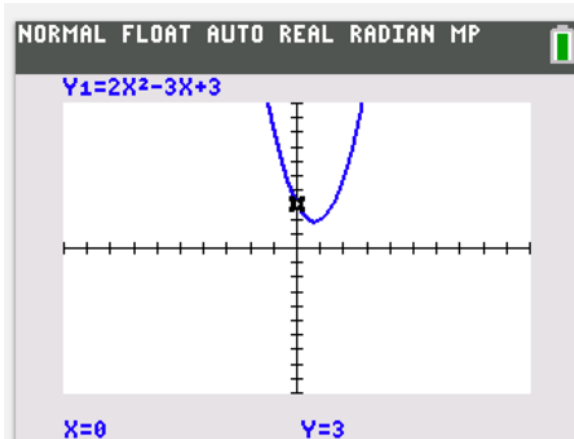 NORMAL FLOAT AUTO REAL RADIAN MP
Y₁=2X²-3X+3
X=0 Y=3